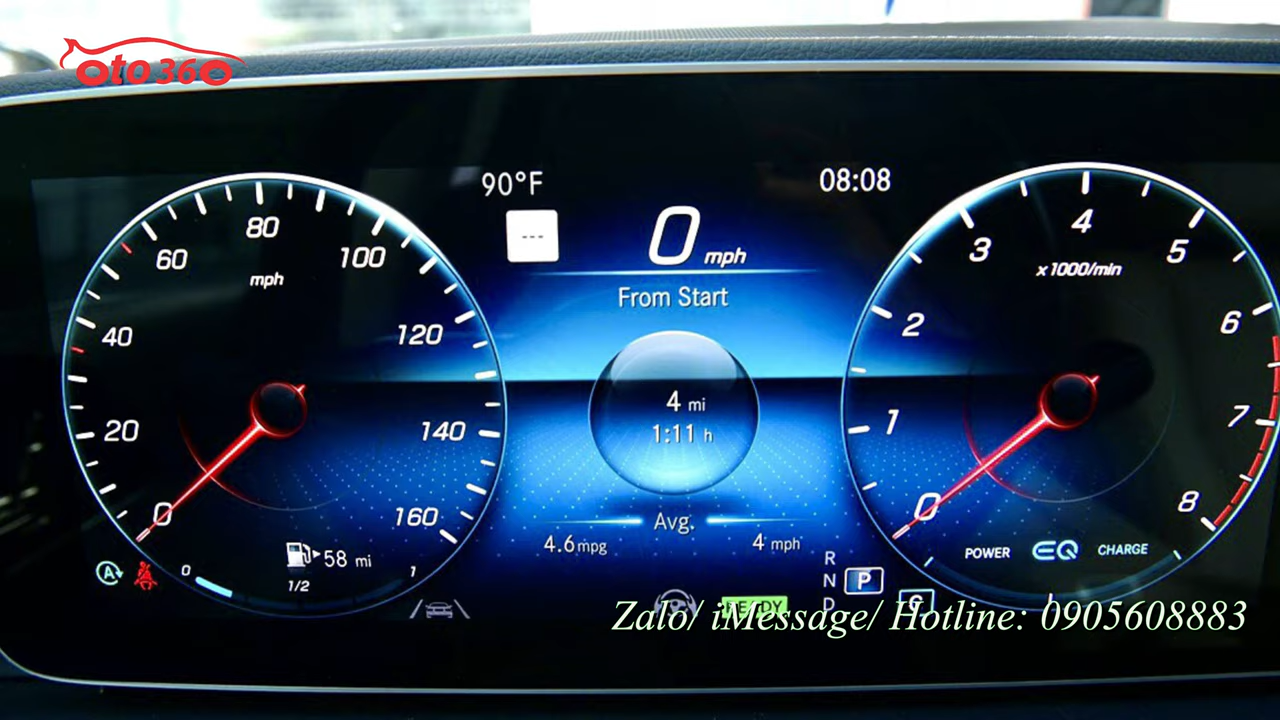 oto360
90°F
08:08
---
0 mph
From Start
4 mi
1:11 h
Avg.
4.6 mpg
4 mph
80
60
100
mph
40
120
20
140
0
160
58 mi
0
1/2
1
A
4
3
5
x1000/min
2
6
1
7
0
8
POWER
EQ
CHARGE
R
N
P
D
READY
Zalo/ iMessage/ Hotline: 0905608883